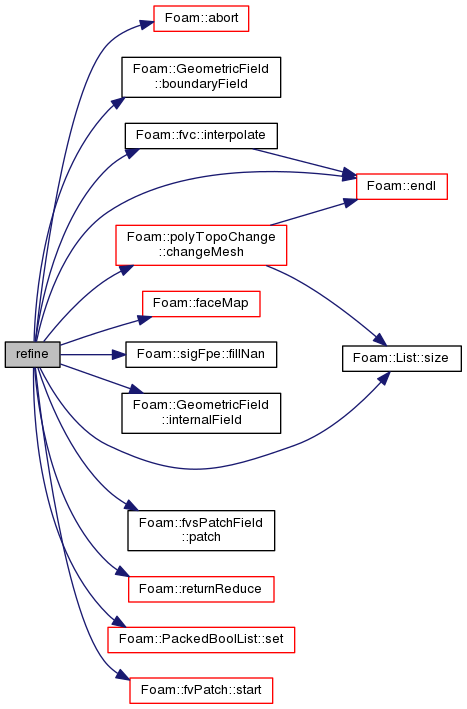 Foam::abort
Foam::GeometricField
::boundaryField
Foam::fvc::interpolate
Foam::endl
Foam::polyTopoChange
::changeMesh
Foam::faceMap
refine
Foam::sigFpe::fillNan
Foam::List::size
Foam::GeometricField
::internalField
Foam::fvsPatchField
::patch
Foam::returnReduce
Foam::PackedBoolList::set
Foam::fvPatch::start